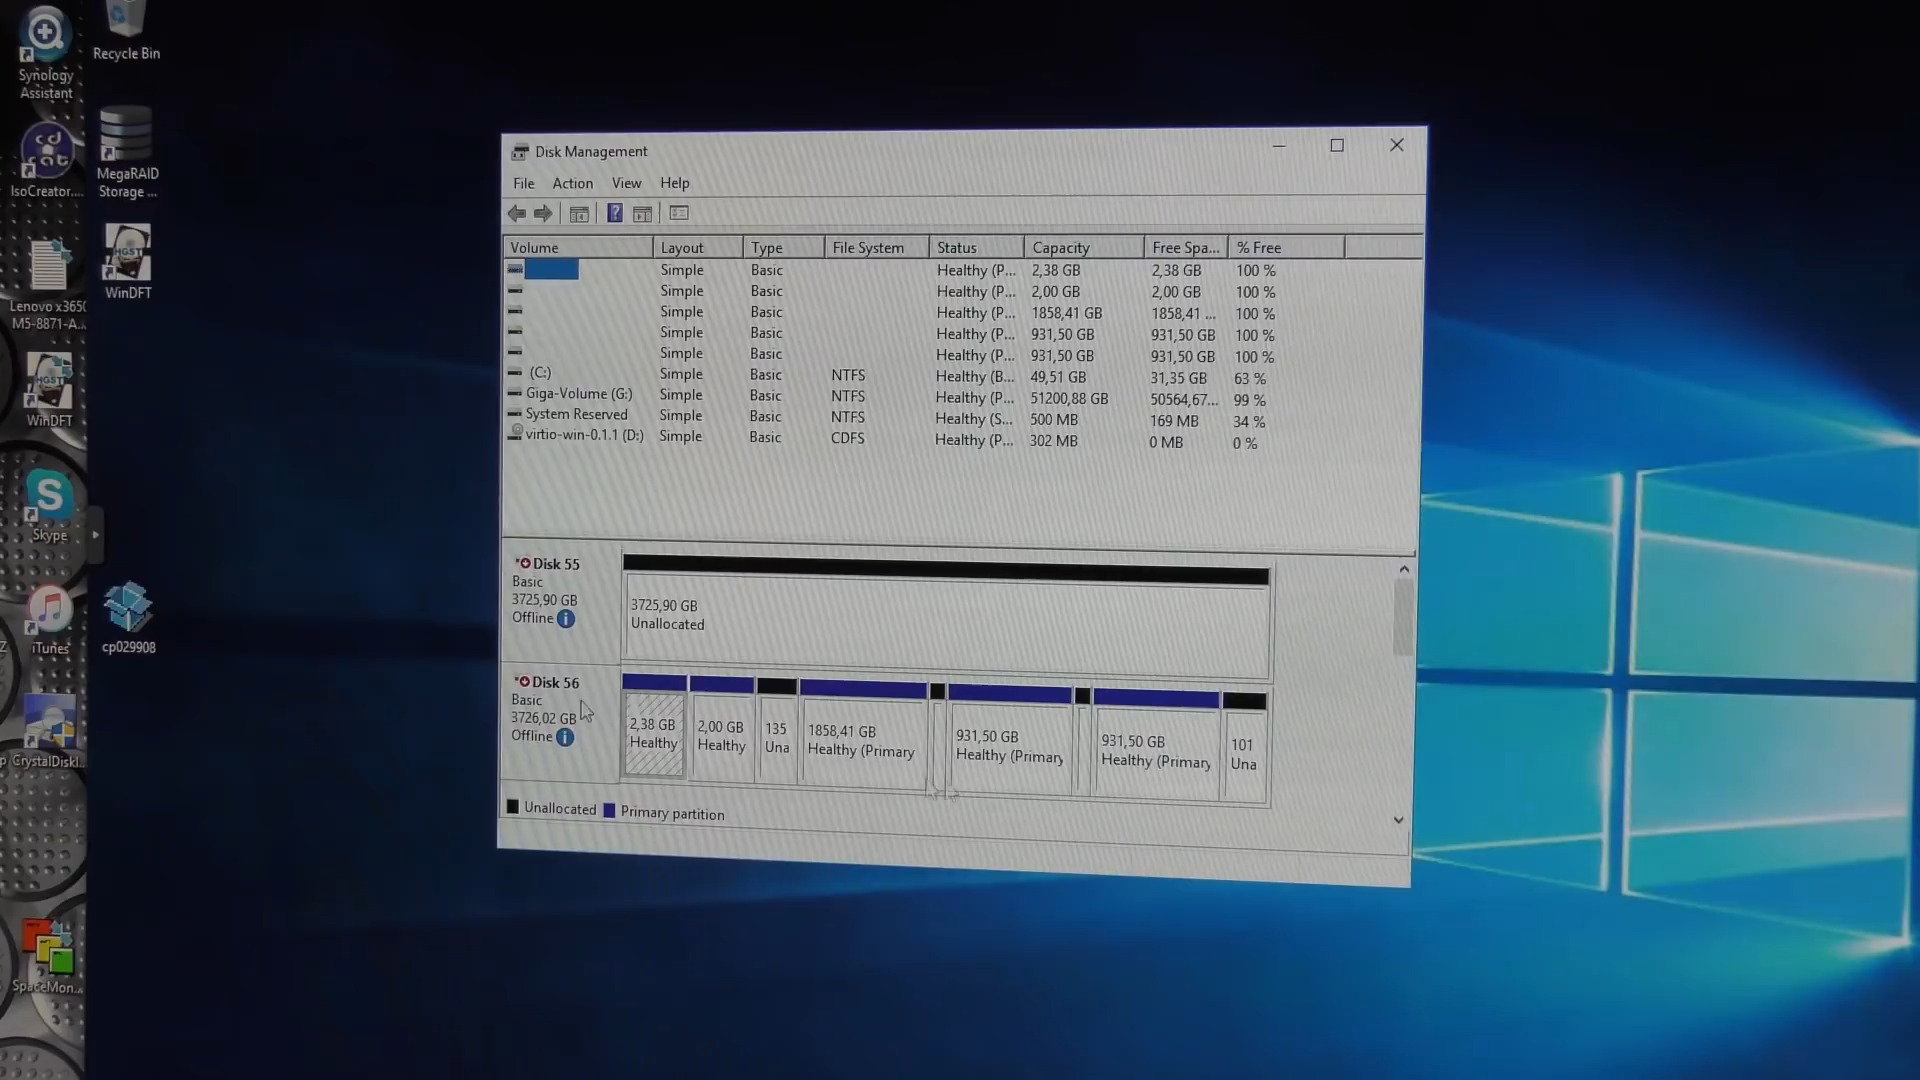 Recycle Bin
Synology
Assistant
cd
cat
IsoCreator....
MegaRAID
Storage ...
HGST
WinDFT
Lenovo x3650
M5-8871-A...
HGST
WinDFT
S
Skype
iTunes
cp029908
CrystalDiskI...
SpaceMon...
Disk Management
File Action View Help
?
Volume Layout Type File System Status Capacity Free Spa... % Free
Simple Basic Healthy (P... 2,38 GB 2,38 GB 100 %
Simple Basic Healthy (P... 2,00 GB 2,00 GB 100 %
Simple Basic Healthy (P... 1858,41 GB 1858,41 ... 100 %
Simple Basic Healthy (P... 931,50 GB 931,50 GB 100 %
Simple Basic Healthy (P... 931,50 GB 931,50 GB 100 %
(C:) Simple Basic NTFS Healthy (B... 49,51 GB 31,35 GB 63 %
Giga-Volume (G:) Simple Basic NTFS Healthy (P... 51200,88 GB 50564,67... 99 %
System Reserved Simple Basic NTFS Healthy (S... 500 MB 169 MB 34 %
virtio-win-0.1.1 (D:) Simple Basic CDFS Healthy (P... 302 MB 0 MB 0 %
Disk 55
Basic
3725,90 GB
Offline i
3725,90 GB
Unallocated
Disk 56
Basic
3726,02 GB
Offline i
2,38 GB
Healthy
2,00 GB
Healthy
135
Una
1858,41 GB
Healthy (Primary
931,50 GB
Healthy (Primary
931,50 GB
Healthy (Primary
101
Una
Unallocated Primary partition